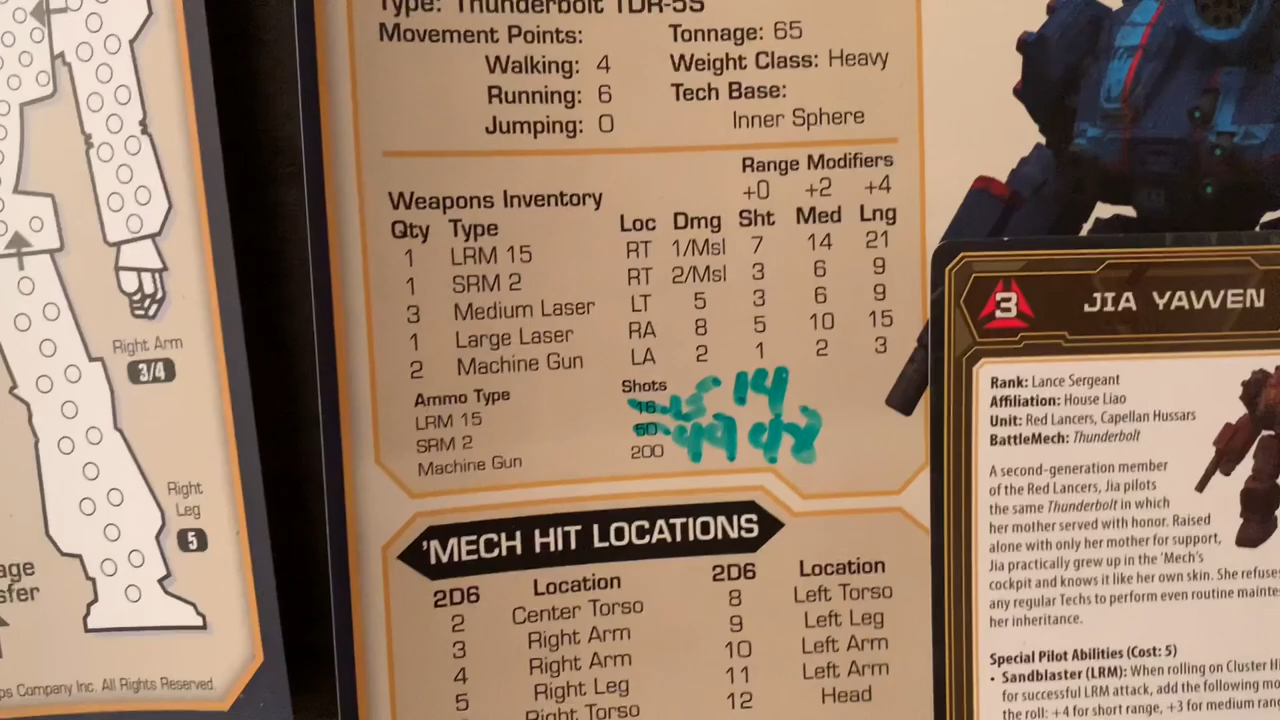 Type: Thunderbolt TDR-5S
Movement Points:
Walking: 4
Running: 6
Jumping: 0
Tonnage: 65
Weight Class: Heavy
Tech Base:
Inner Sphere
Weapons Inventory
Range Modifiers
+0 +2 +4
Qty Type Loc Dmg Sht Med Lng
1 LRM 15 RT 1/Msl 7 14 21
1 SRM 2 RT 2/Msl 3 6 9
3 Medium Laser LT 5 3 6 9
1 Large Laser RA 8 5 10 15
2 Machine Gun LA 2 1 2 3
Ammo Type Shots
LRM 15 16 15 14
SRM 2 50 49 48
Machine Gun 200
'MECH HIT LOCATIONS
2D6 Location 2D6 Location
2 Center Torso 8 Left Torso
3 Right Arm 9 Left Leg
4 Right Arm 10 Left Arm
5 Right Leg 11 Left Arm
Right Torso 12 Head
Right Arm
3/4
Right
Leg
5
ps Company Inc. All Rights Reserved.
3 JIA YAWEN
Rank: Lance Sergeant
Affiliation: House Liao
Unit: Red Lancers, Capellan Hussars
BattleMech: Thunderbolt
A second-generation member
of the Red Lancers, Jia pilots
the same Thunderbolt in which
her mother served with honor. Raised
alone with only her mother for support,
Jia practically grew up in the 'Mech's
cockpit and knows it like her own skin. She refuse
any regular Techs to perform even routine mainte
her inheritance.
Special Pilot Abilities (Cost: 5)
• Sandblaster (LRM): When rolling on Cluster Hi
for successful LRM attack, add the following mo
the roll: +4 for short range, +3 for medium ran